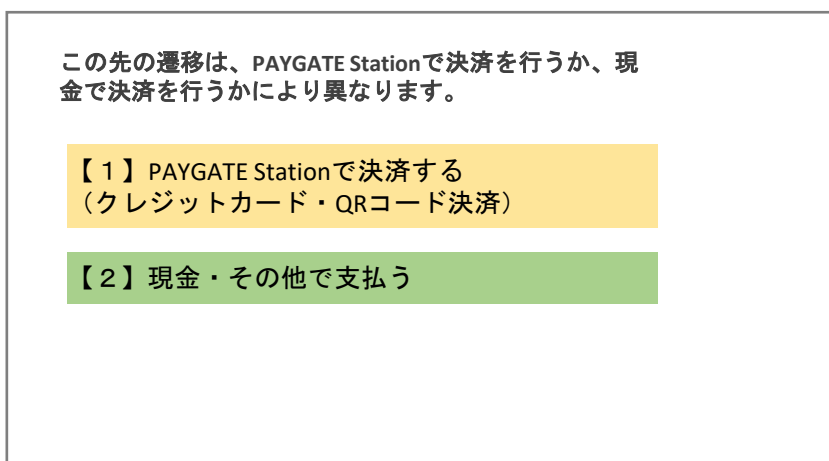 この先の遷移は、PAYGATE Stationで決済を行うか、現
金で決済を行うかにより異なります。
【１】PAYGATE Stationで決済する
（クレジットカード・QRコード決済）
【２】現金・その他で支払う